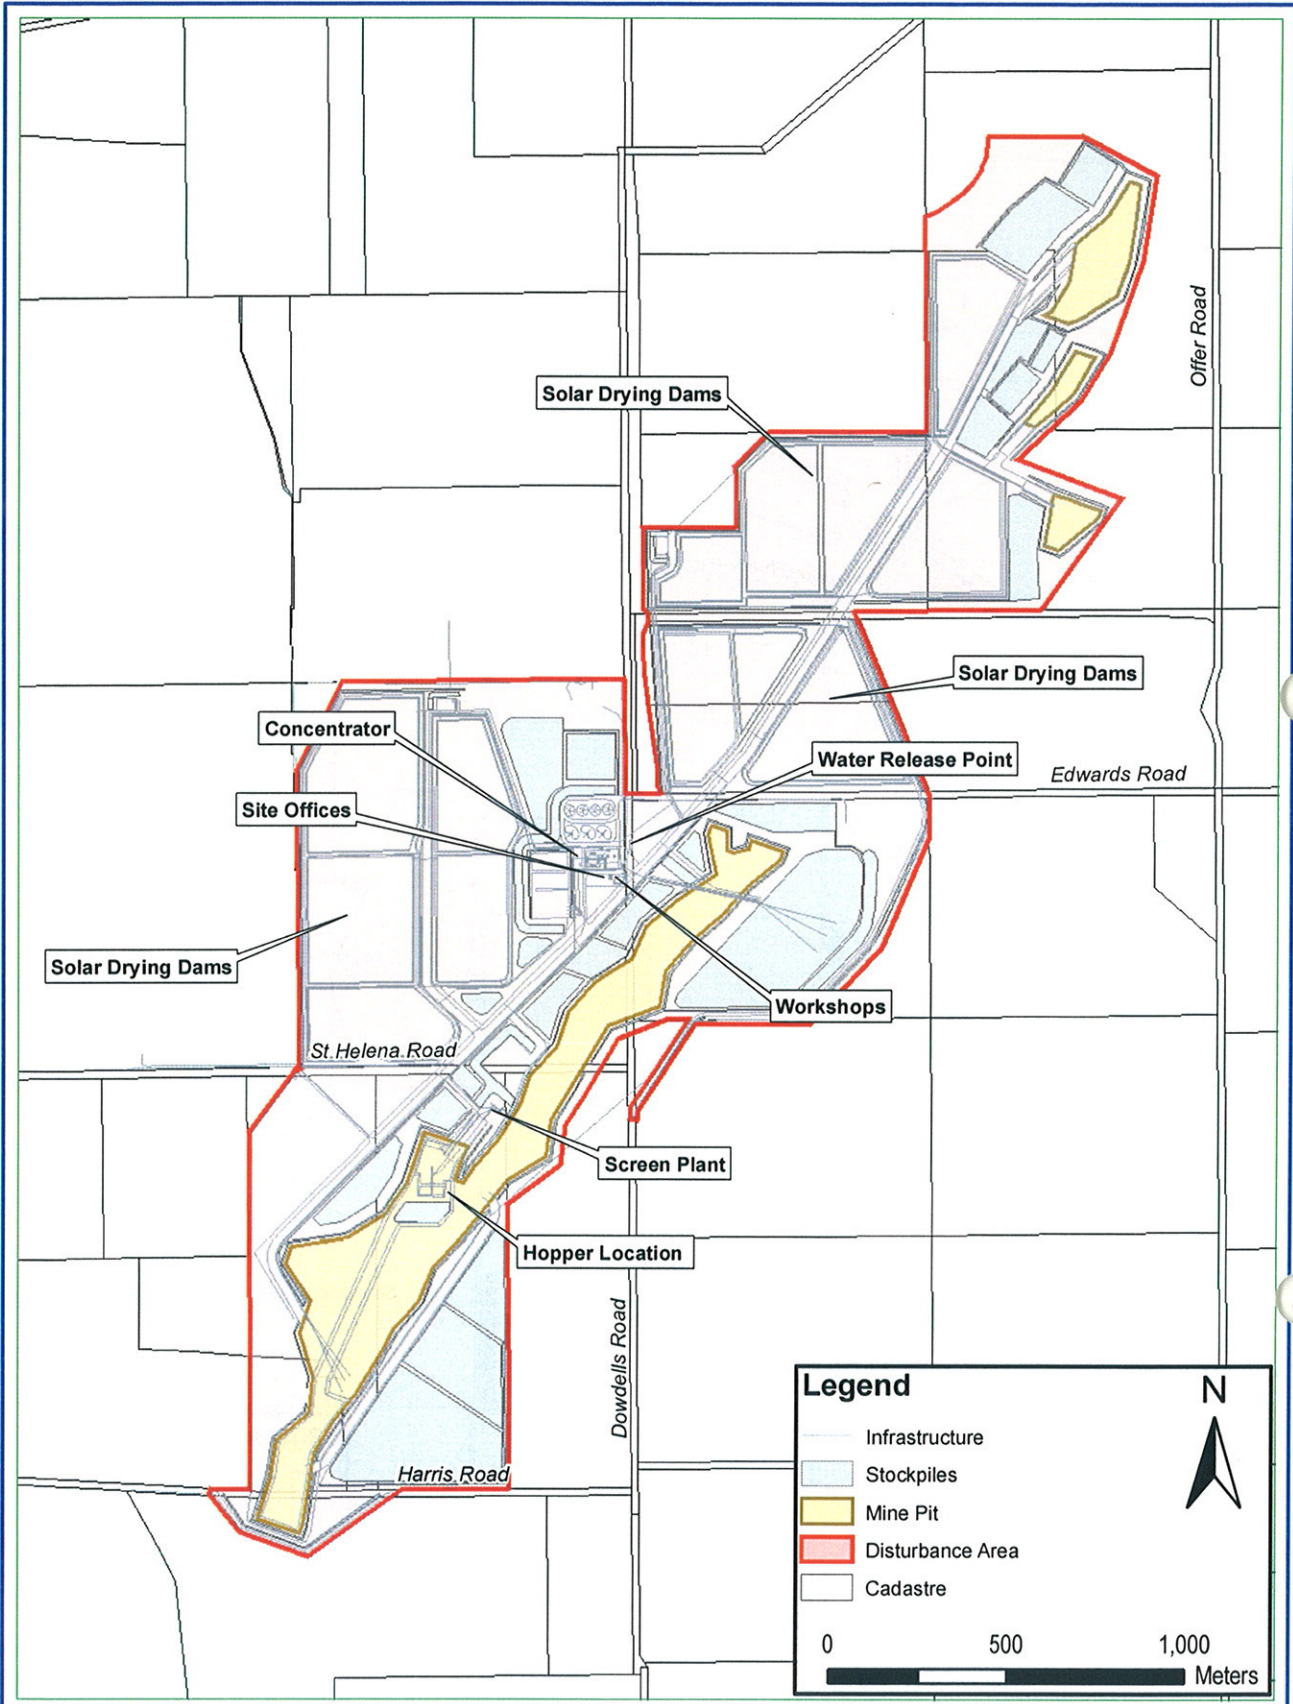 Offer Road
Solar Drying Dams
Solar Drying Dams
Concentrator
Water Release Point
Edwards Road
Site Offices
Solar Drying Dams
Workshops
St Helena Road
Screen Plant
Hopper Location
Dowdells Road
Harris Road
Legend
N
Infrastructure
Stockpiles
Mine Pit
Disturbance Area
Cadastre
0 500 1,000
Meters